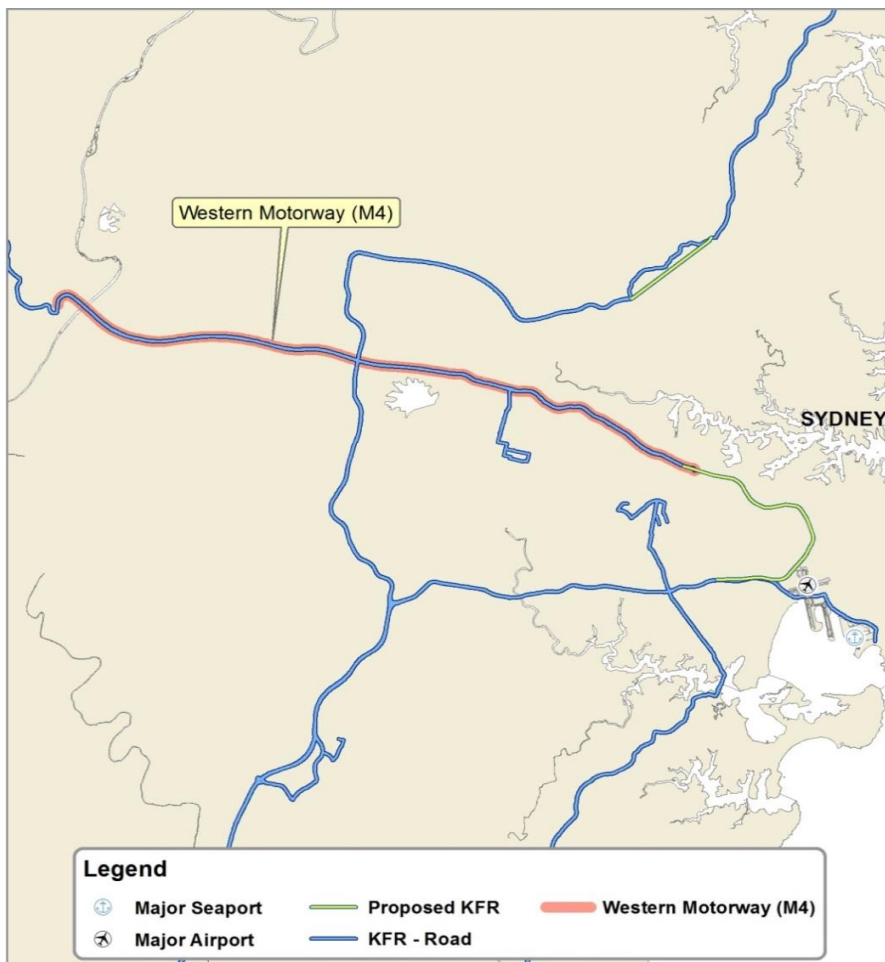 Western Motorway (M4)
SYDNEY
Legend
Major Seaport
Proposed KFR
Western Motorway (M4)
Major Airport
KFR - Road